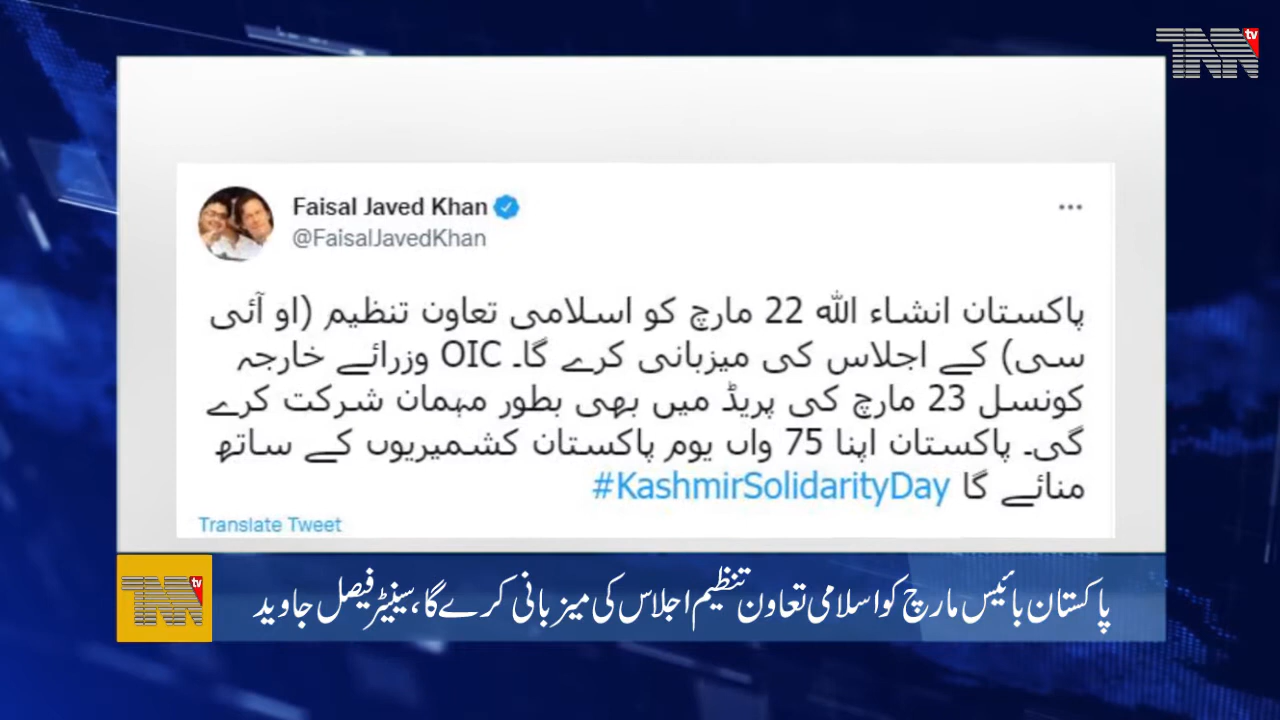 TNN tv
Faisal Javed Khan
@FaisalJavedKhan
پاکستان انشاء اللہ 22 مارچ کو اسلامی تعاون تنظیم (او آئی
سی) کے اجلاس کی میزبانی کرے گا۔ OIC وزرائے خارجہ
کونسل 23 مارچ کی پریڈ میں بھی بطور مہمان شرکت کرے
گی۔ پاکستان اپنا 75 واں یوم پاکستان کشمیریوں کے ساتھ
منائے گا #KashmirSolidarityDay
Translate Tweet
TNN tv
پاکستان بائیس مارچ کو اسلامی تعاون تنظیم اجلاس کی میزبانی کرے گا، سینیٹر فیصل جاوید